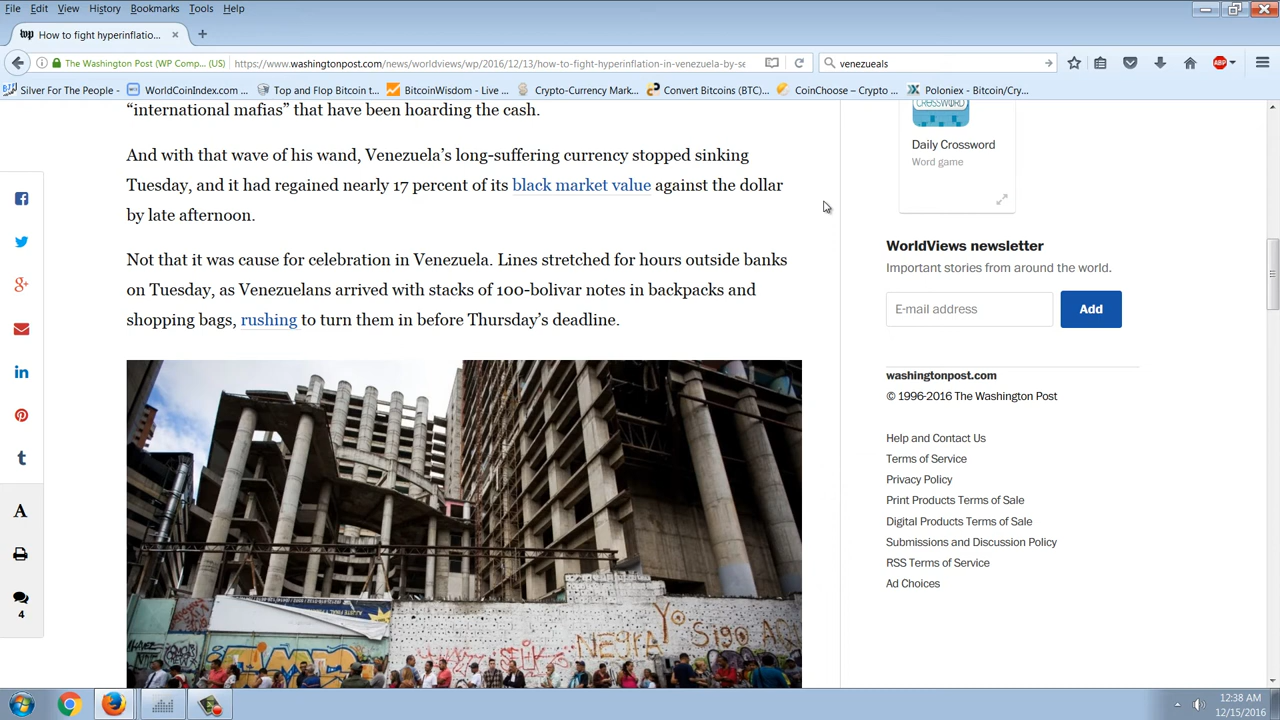 File Edit View History Bookmarks Tools Help
wp How to fight hyperinflatio...
The Washington Post (WP Comp... (US) https://www.washingtonpost.com/news/worldviews/wp/2016/12/13/how-to-fight-hyperinflation-in-venezuela-by-se venezueals ABP
Silver For The People - WorldCoinIndex.com ... Top and Flop Bitcoin t... BitcoinWisdom - Live ... Crypto-Currency Mark... Convert Bitcoins (BTC)... CoinChoose – Crypto ... Poloniex - Bitcoin/Cry...
“international mafias” that have been hoarding the cash.
And with that wave of his wand, Venezuela’s long-suffering currency stopped sinking
Tuesday, and it had regained nearly 17 percent of its black market value against the dollar
by late afternoon.
Not that it was cause for celebration in Venezuela. Lines stretched for hours outside banks
on Tuesday, as Venezuelans arrived with stacks of 100-bolivar notes in backpacks and
shopping bags, rushing to turn them in before Thursday’s deadline.
CROSSWORD
Daily Crossword
Word game
WorldViews newsletter
Important stories from around the world.
E-mail address Add
washingtonpost.com
© 1996-2016 The Washington Post
Help and Contact Us
Terms of Service
Privacy Policy
Print Products Terms of Sale
Digital Products Terms of Sale
Submissions and Discussion Policy
RSS Terms of Service
Ad Choices
A
4
12:38 AM
12/15/2016